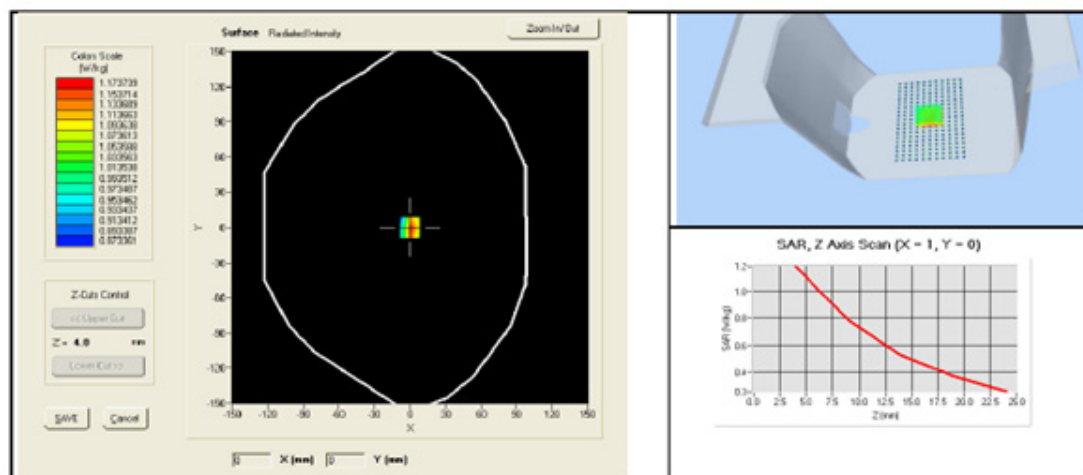 Surface Radiated Intensity
Zoom In/Out
Colors Scale
(W/kg)
1.173739
1.153714
1.133689
1.113663
1.093638
1.073613
1.053588
1.033563
1.013538
0.993512
0.973487
0.953462
0.933437
0.913412
0.893387
0.873361
Z-Cuts Control
<< Upper Cut
Z = 4.0 mm
Lower Cut >>
SAVE
Cancel
150
120
90
60
30
0
-30
-60
-90
-120
-150
Y
-150 -120 -90 -60 -30 0 30 60 90 120 150
X
0 X (mm) 0 Y (mm)
SAR, Z Axis Scan (X = 1, Y = 0)
SAR (W/kg)
1.2
1.0
0.8
0.6
0.4
0.3
0.0 2.5 5.0 7.5 10.0 12.5 15.0 17.5 20.0 22.5 25.0
Z (mm)